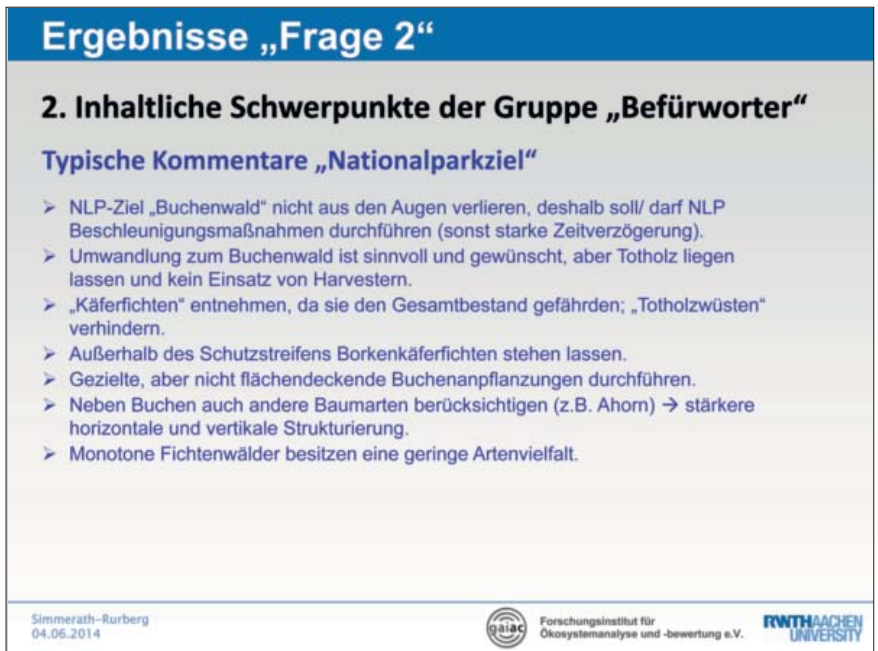 Ergebnisse „Frage 2“
2. Inhaltliche Schwerpunkte der Gruppe „Befürworter“
Typische Kommentare „Nationalparkziel“
➢ NLP-Ziel „Buchenwald“ nicht aus den Augen verlieren, deshalb soll/ darf NLP
Beschleunigungsmaßnahmen durchführen (sonst starke Zeitverzögerung).
➢ Umwandlung zum Buchenwald ist sinnvoll und gewünscht, aber Totholz liegen
lassen und kein Einsatz von Harvestern.
➢ „Käferfichten“ entnehmen, da sie den Gesamtbestand gefährden; „Totholzwüsten“
verhindern.
➢ Außerhalb des Schutzstreifens Borkenkäferfichten stehen lassen.
➢ Gezielte, aber nicht flächendeckende Buchenanpflanzungen durchführen.
➢ Neben Buchen auch andere Baumarten berücksichtigen (z.B. Ahorn) → stärkere
horizontale und vertikale Strukturierung.
➢ Monotone Fichtenwälder besitzen eine geringe Artenvielfalt.
Simmerath-Rurberg
04.06.2014
gaiac
Forschungsinstitut für
Ökosystemanalyse und -bewertung e.V.
RWTHAACHEN
UNIVERSITY